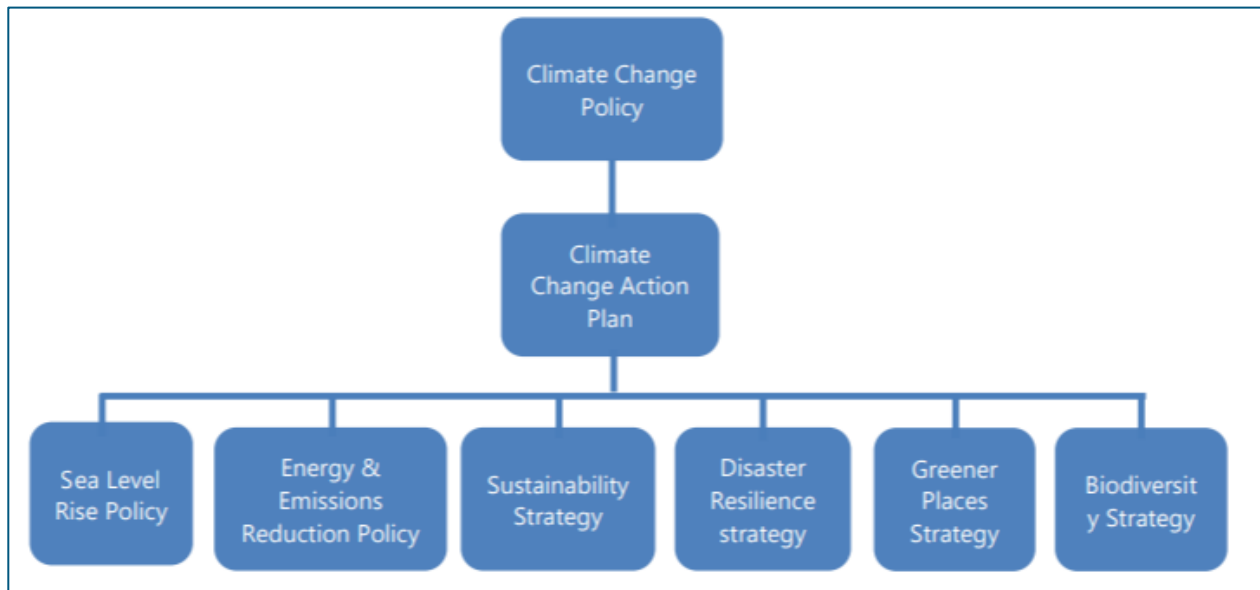 Climate Change
Policy
Climate
Change Action
Plan
Sea Level
Rise Policy
Energy &
Emissions
Reduction Policy
Sustainability
Strategy
Disaster
Resilience
strategy
Greener
Places
Strategy
Biodiversit
y Strategy